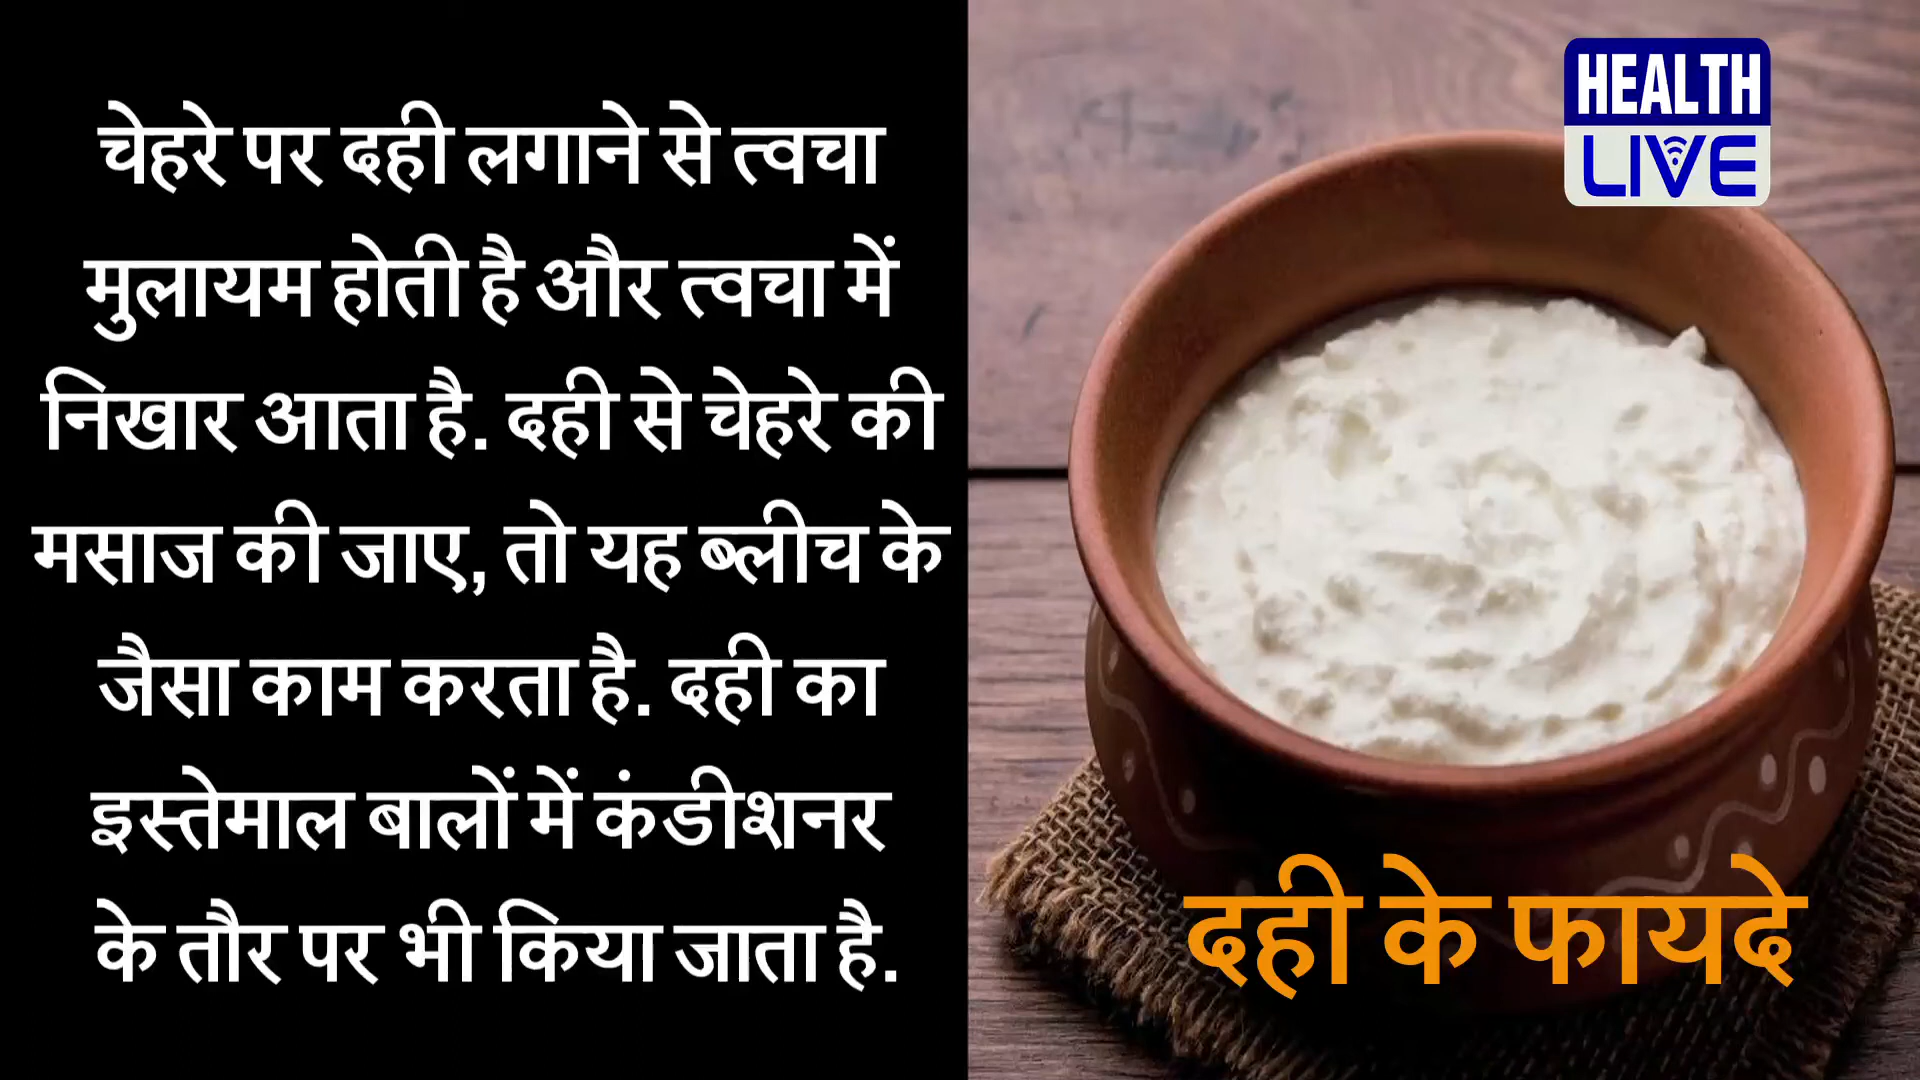 चेहरे पर दही लगाने से त्वचा
मुलायम होती है और त्वचा में
निखार आता है. दही से चेहरे की
मसाज की जाए, तो यह ब्लीच के
जैसा काम करता है. दही का
इस्तेमाल बालों में कंडीशनर
के तौर पर भी किया जाता है.
HEALTH
LIVE
दही के फायदे